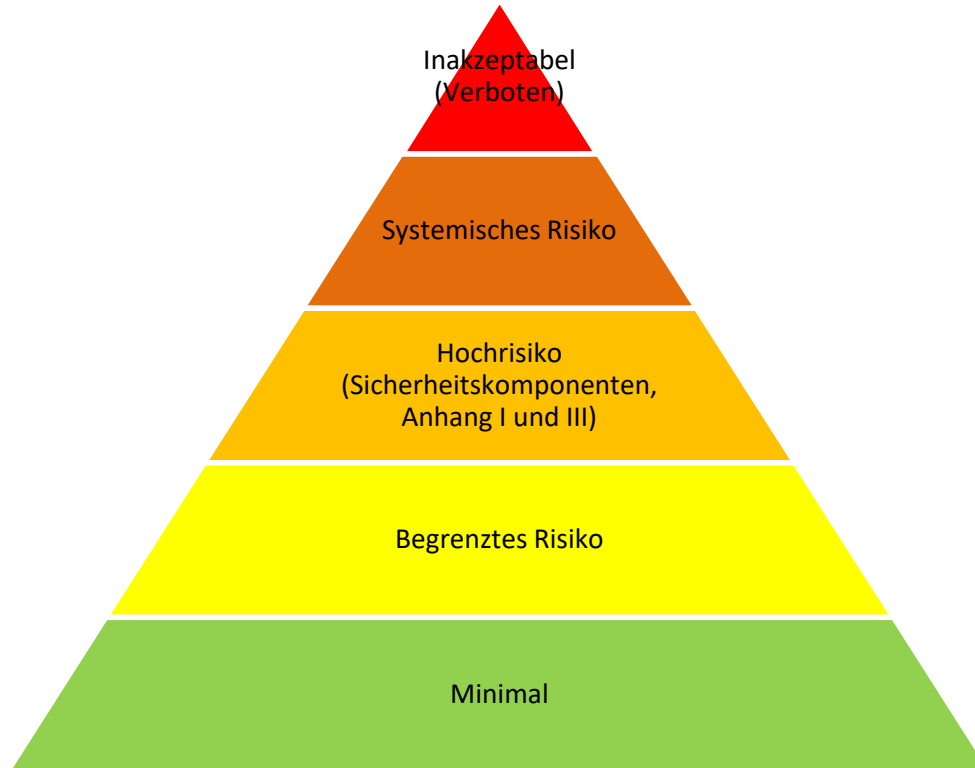 Inakzeptabel
(Verboten)
Systemisches Risiko
Hochrisiko
(Sicherheitskomponenten,
Anhang I und III)
Begrenztes Risiko
Minimal